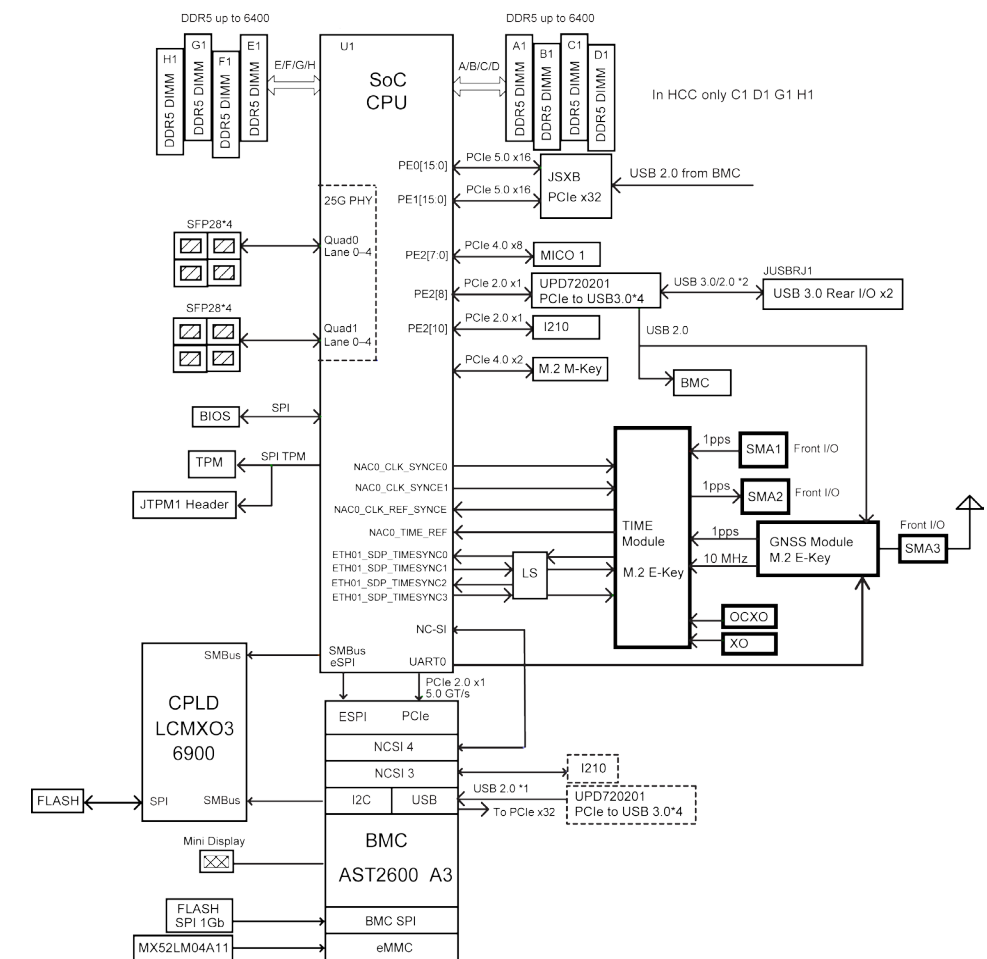 DDR5 up to 6400
DDR5 up to 6400
H1
DDR5 DIMM
G1
DDR5 DIMM
F1
DDR5 DIMM
E1
DDR5 DIMM
E/F/G/H
U1
SoC
CPU
A/B/C/D
A1
DDR5 DIMM
B1
DDR5 DIMM
C1
DDR5 DIMM
D1
DDR5 DIMM
In HCC only C1 D1 G1 H1
PE0[15:0]
PCIe 5.0 x16
PE1[15:0]
PCIe 5.0 x16
JSXB
PCIe x32
USB 2.0 from BMC
25G PHY
SFP28*4
Quad0
Lane 0–4
SFP28*4
Quad1
Lane 0–4
PE2[7:0]
PCIe 4.0 x8
MICO 1
PE2[8]
PCIe 2.0 x1
UPD720201
PCIe to USB3.0*4
USB 3.0/2.0 *2
JUSBRJ1
USB 3.0 Rear I/O x2
PE2[10]
PCIe 2.0 x1
I210
USB 2.0
PCIe 4.0 x2
M.2 M-Key
BMC
BIOS
SPI
TPM
SPI TPM
JTPM1 Header
NAC0_CLK_SYNCE0
NAC0_CLK_SYNCE1
NAC0_CLK_REF_SYNCE
NAC0_TIME_REF
ETH01_SDP_TIMESYNC0
ETH01_SDP_TIMESYNC1
ETH01_SDP_TIMESYNC2
ETH01_SDP_TIMESYNC3
LS
TIME
Module
M.2 E-Key
1pps
SMA1
Front I/O
1pps
SMA2
Front I/O
1pps
10 MHz
GNSS Module
M.2 E-Key
Front I/O
SMA3
OCXO
XO
NC-SI
SMBus
eSPI
UART0
PCIe 2.0 x1
5.0 GT/s
SMBus
CPLD
LCMXO3
6900
FLASH
SPI
SMBus
ESPI
PCIe
NCSI 4
NCSI 3
I210
I2C
USB
USB 2.0 *1
To PCIe x32
UPD720201
PCIe to USB 3.0*4
Mini Display
BMC
AST2600 A3
FLASH
SPI 1Gb
BMC SPI
MX52LM04A11
eMMC